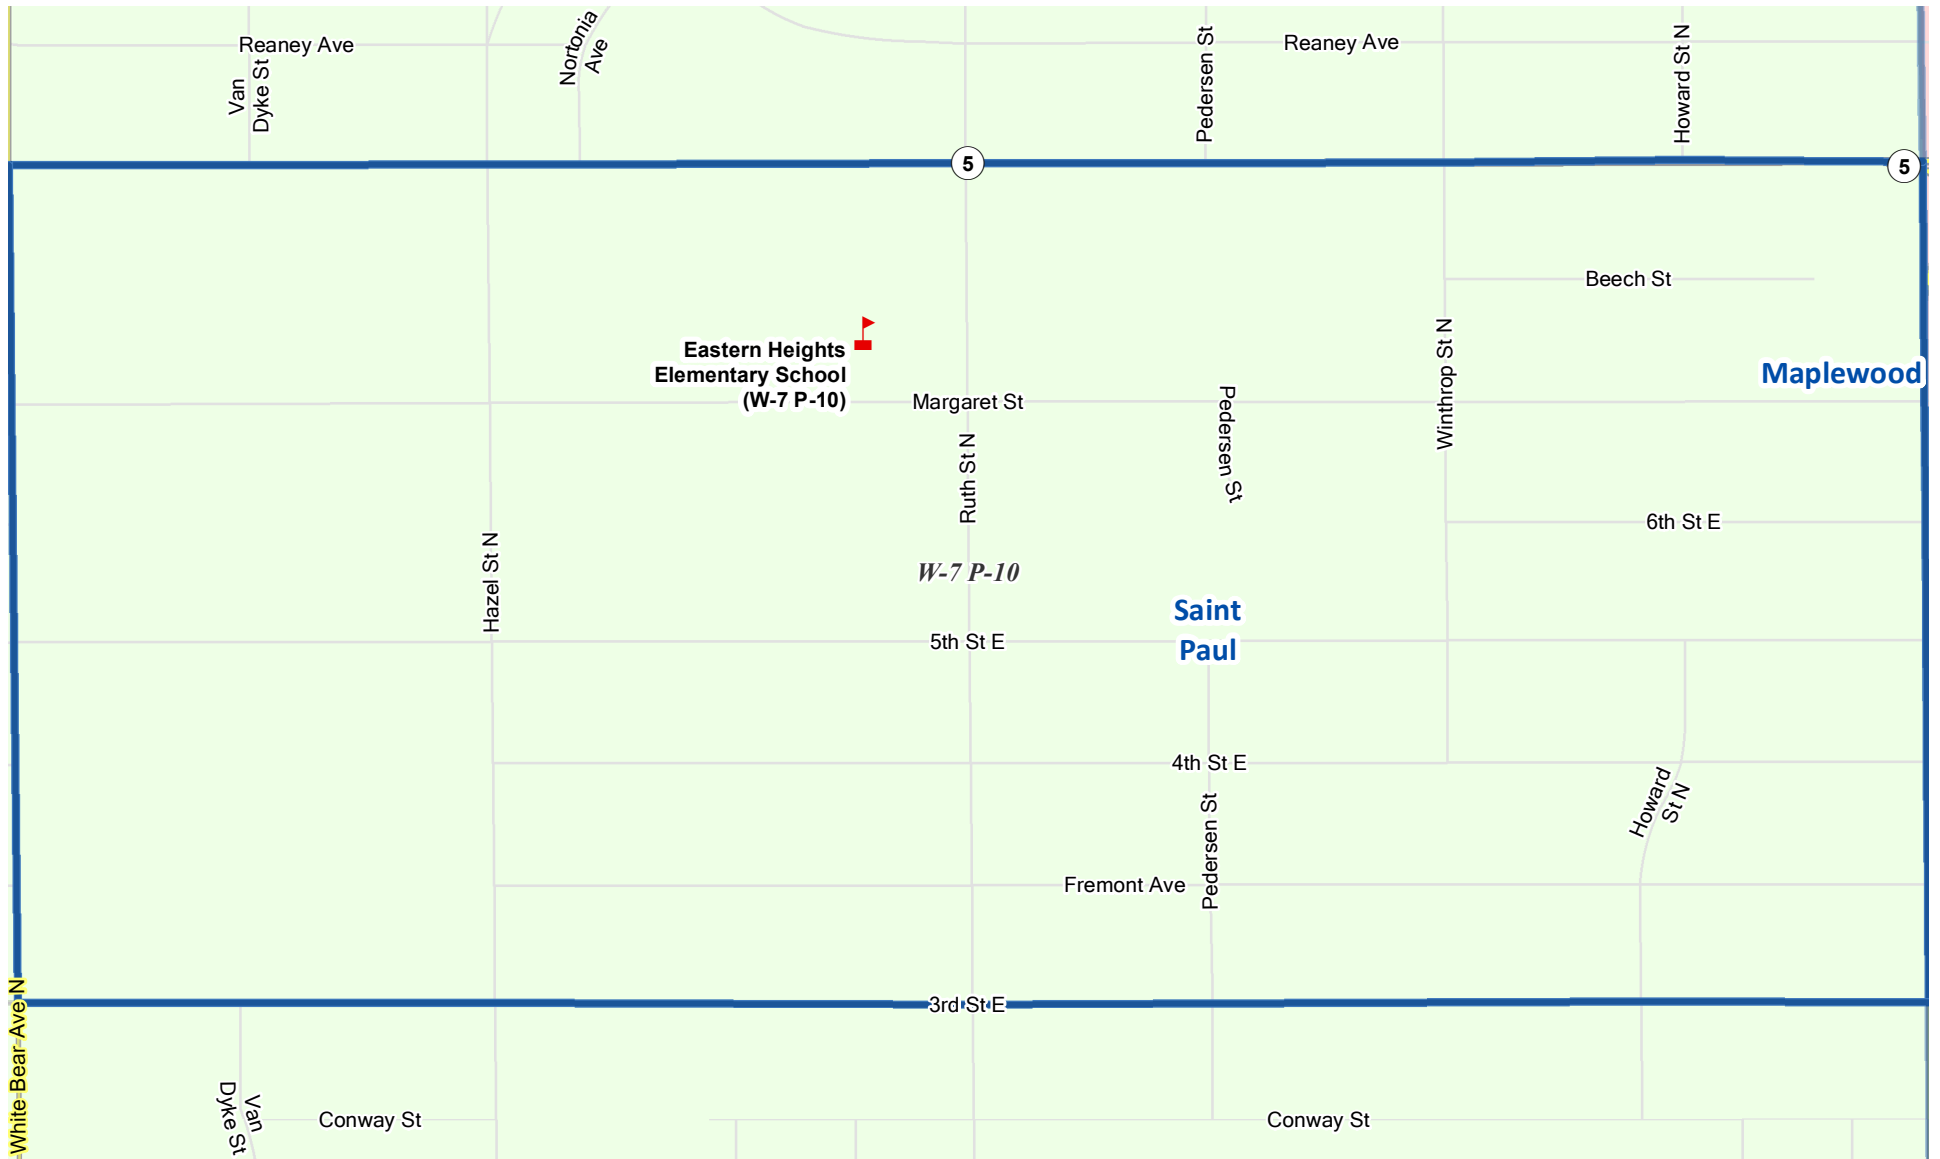 Reaney Ave
Van
Dyke St
Nortonia
Ave
Pedersen St
Reaney Ave
Howard St N
5
5
Beech St
Eastern Heights
Elementary School
(W-7 P-10)
Margaret St
Ruth St N
Pedersen St
Winthrop St N
Maplewood
6th St E
Hazel St N
W-7 P-10
Saint
Paul
5th St E
4th St E
Pedersen St
Howard
St N
Fremont Ave
3rd St E
White Bear Ave N
Van
Dyke St
Conway St
Conway St